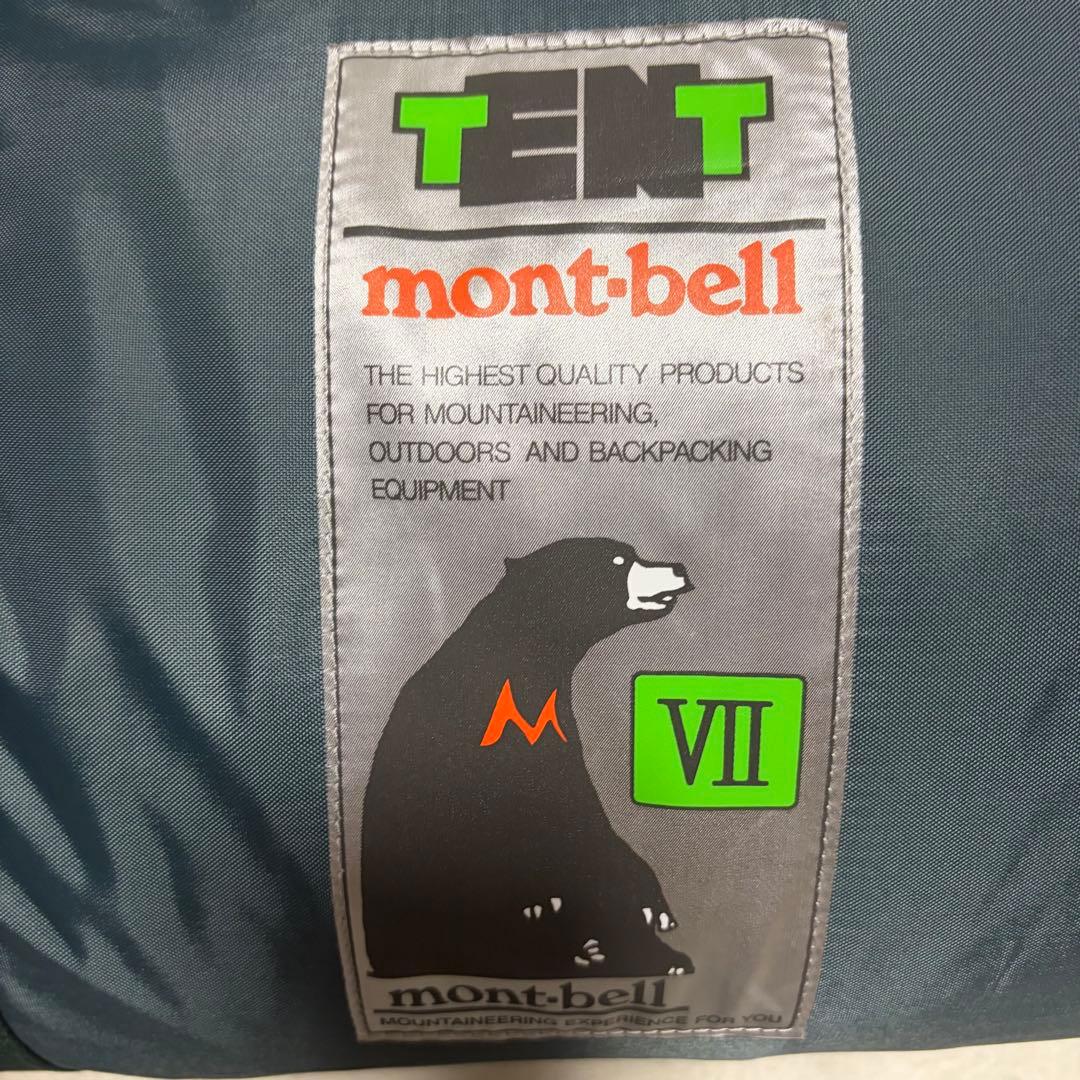 TENT
mont-bell
THE HIGHEST QUALITY PRODUCTS
FOR MOUNTAINEERING,
OUTDOORS AND BACKPACKING
EQUIPMENT
M
VII
mont-bell
MOUNTAINEERING EXPERIENCE FOR YOU